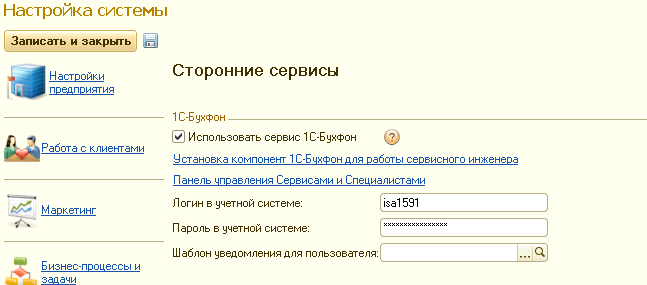 Настройка системы
Записать и закрыть
Настройки
предприятия
Сторонние сервисы
1С-Бухфон
Использовать сервис 1С-Бухфон ?
Работа с клиентами
Установка компонент 1С-Бухфон для работы сервисного инженера
Панель управления Сервисами и Специалистами
Маркетинг
Логин в учетной системе: isa1591
Пароль в учетной системе: ****************
Шаблон уведомления для пользователя: ...
Бизнес-процессы и
задачи